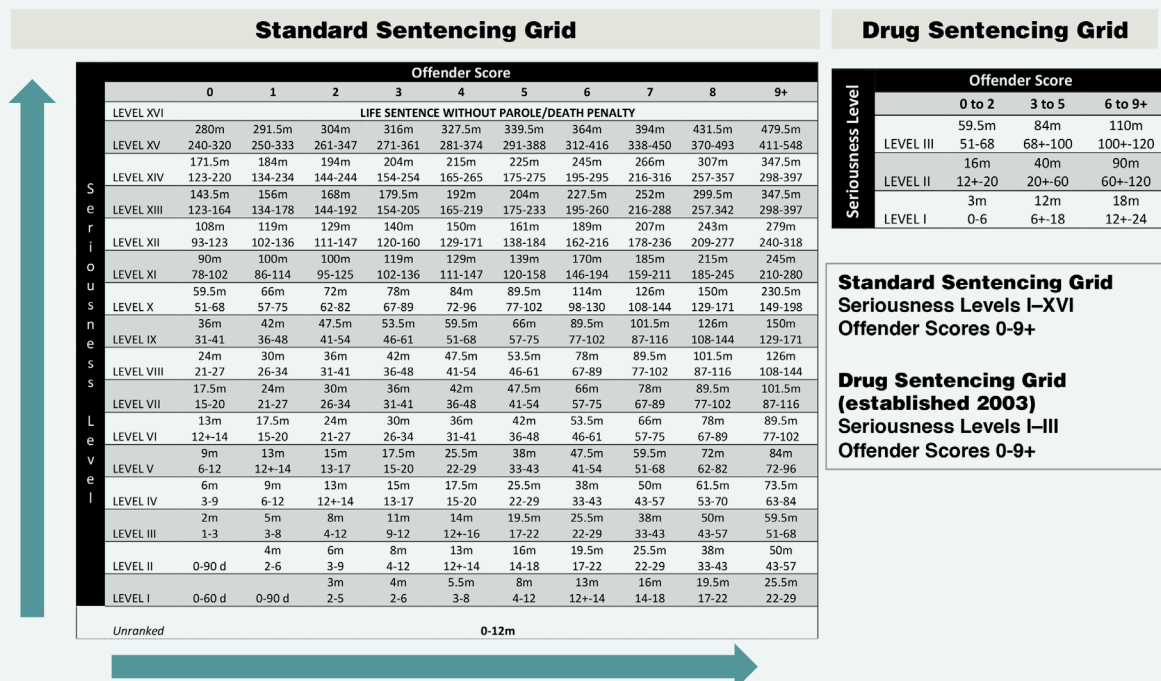 Standard Sentencing Grid
Offender Score
0 1 2 3 4 5 6 7 8 9+
LEVEL XVI LIFE SENTENCE WITHOUT PAROLE/DEATH PENALTY
280m 291.5m 304m 316m 327.5m 339.5m 364m 394m 431.5m 479.5m
LEVEL XV 240-320 250-333 261-347 271-361 281-374 291-388 312-416 338-450 370-493 411-548
171.5m 184m 194m 204m 215m 225m 245m 266m 307m 347.5m
LEVEL XIV 123-220 134-234 144-244 154-254 165-265 175-275 195-295 216-316 257-357 298-397
143.5m 156m 168m 179.5m 192m 204m 227.5m 252m 299.5m 347.5m
LEVEL XIII 123-164 134-178 144-192 154-205 165-219 175-233 195-260 216-288 257.342 298-397
108m 119m 129m 140m 150m 161m 189m 207m 243m 279m
LEVEL XII 93-123 102-136 111-147 120-160 129-171 138-184 162-216 178-236 209-277 240-318
90m 100m 100m 119m 129m 139m 170m 185m 215m 245m
LEVEL XI 78-102 86-114 95-125 102-136 111-147 120-158 146-194 159-211 185-245 210-280
59.5m 66m 72m 78m 84m 89.5m 114m 126m 150m 230.5m
LEVEL X 51-68 57-75 62-82 67-89 72-96 77-102 98-130 108-144 129-171 149-198
36m 42m 47.5m 53.5m 59.5m 66m 89.5m 101.5m 126m 150m
LEVEL IX 31-41 36-48 41-54 46-61 51-68 57-75 77-102 87-116 108-144 129-171
24m 30m 36m 42m 47.5m 53.5m 78m 89.5m 101.5m 126m
LEVEL VIII 21-27 26-34 31-41 36-48 41-54 46-61 67-89 77-102 87-116 108-144
17.5m 24m 30m 36m 42m 47.5m 66m 78m 89.5m 101.5m
LEVEL VII 15-20 21-27 26-34 31-41 36-48 41-54 57-75 67-89 77-102 87-116
13m 17.5m 24m 30m 36m 42m 53.5m 66m 78m 89.5m
LEVEL VI 12+-14 15-20 21-27 26-34 31-41 36-48 46-61 57-75 67-89 77-102
9m 13m 15m 17.5m 25.5m 38m 47.5m 59.5m 72m 84m
LEVEL V 6-12 12+-14 13-17 15-20 22-29 33-43 41-54 51-68 62-82 72-96
6m 9m 13m 15m 17.5m 25.5m 38m 50m 61.5m 73.5m
LEVEL IV 3-9 6-12 12+-14 13-17 15-20 22-29 33-43 43-57 53-70 63-84
2m 5m 8m 11m 14m 19.5m 25.5m 38m 50m 59.5m
LEVEL III 1-3 3-8 4-12 9-12 12+-16 17-22 22-29 33-43 43-57 51-68
4m 6m 8m 13m 16m 19.5m 25.5m 38m 50m
LEVEL II 0-90 d 2-6 3-9 4-12 12+-14 14-18 17-22 22-29 33-43 43-57
3m 4m 5.5m 8m 13m 16m 19.5m 25.5m
LEVEL I 0-60 d 0-90 d 2-5 2-6 3-8 4-12 12+-14 14-18 17-22 22-29
Unranked 0-12m
Seriousness Level
Drug Sentencing Grid
Offender Score
0 to 2 3 to 5 6 to 9+
59.5m 84m 110m
LEVEL III 51-68 68+-100 100+-120
16m 40m 90m
LEVEL II 12+-20 20+-60 60+-120
3m 12m 18m
LEVEL I 0-6 6+-18 12+-24
Seriousness Level
Standard Sentencing Grid
Seriousness Levels I–XVI
Offender Scores 0-9+
Drug Sentencing Grid
(established 2003)
Seriousness Levels I–III
Offender Scores 0-9+